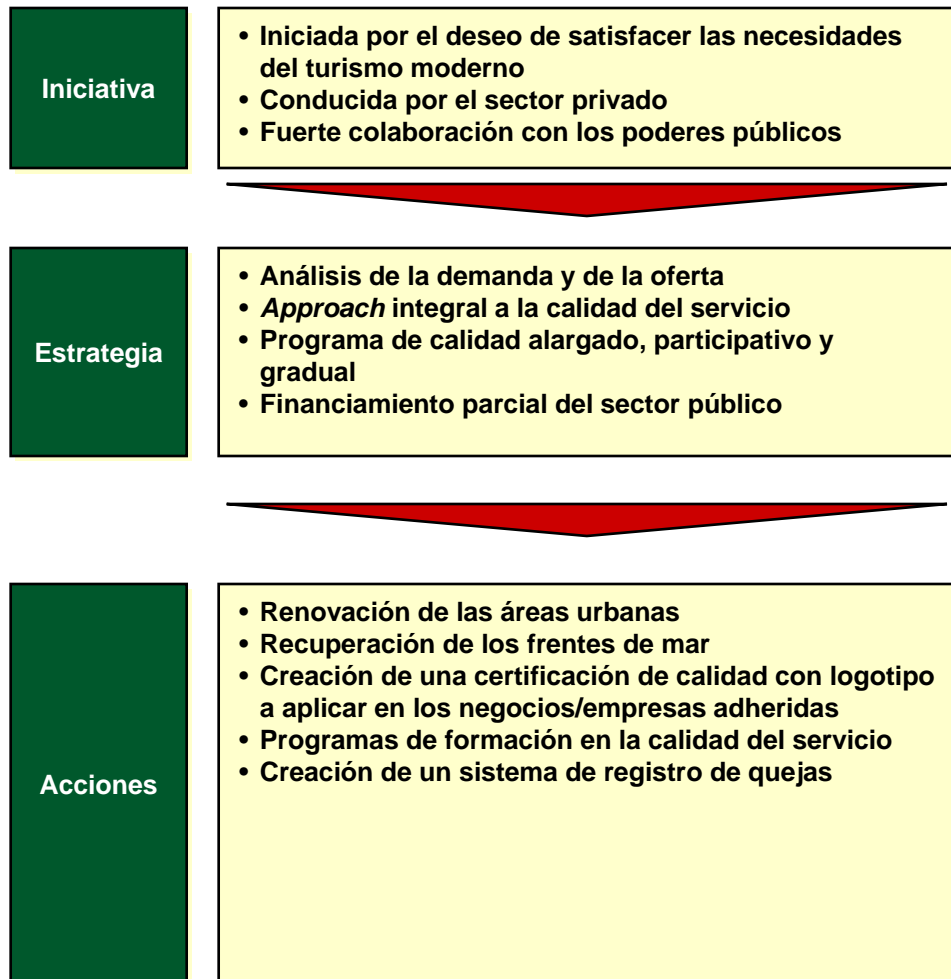 Iniciativa
• Iniciada por el deseo de satisfacer las necesidades
del turismo moderno
• Conducida por el sector privado
• Fuerte colaboración con los poderes públicos
Estrategia
• Análisis de la demanda y de la oferta
• Approach integral a la calidad del servicio
• Programa de calidad alargado, participativo y
gradual
• Financiamiento parcial del sector público
Acciones
• Renovación de las áreas urbanas
• Recuperación de los frentes de mar
• Creación de una certificación de calidad con logotipo
a aplicar en los negocios/empresas adheridas
• Programas de formación en la calidad del servicio
• Creación de un sistema de registro de quejas